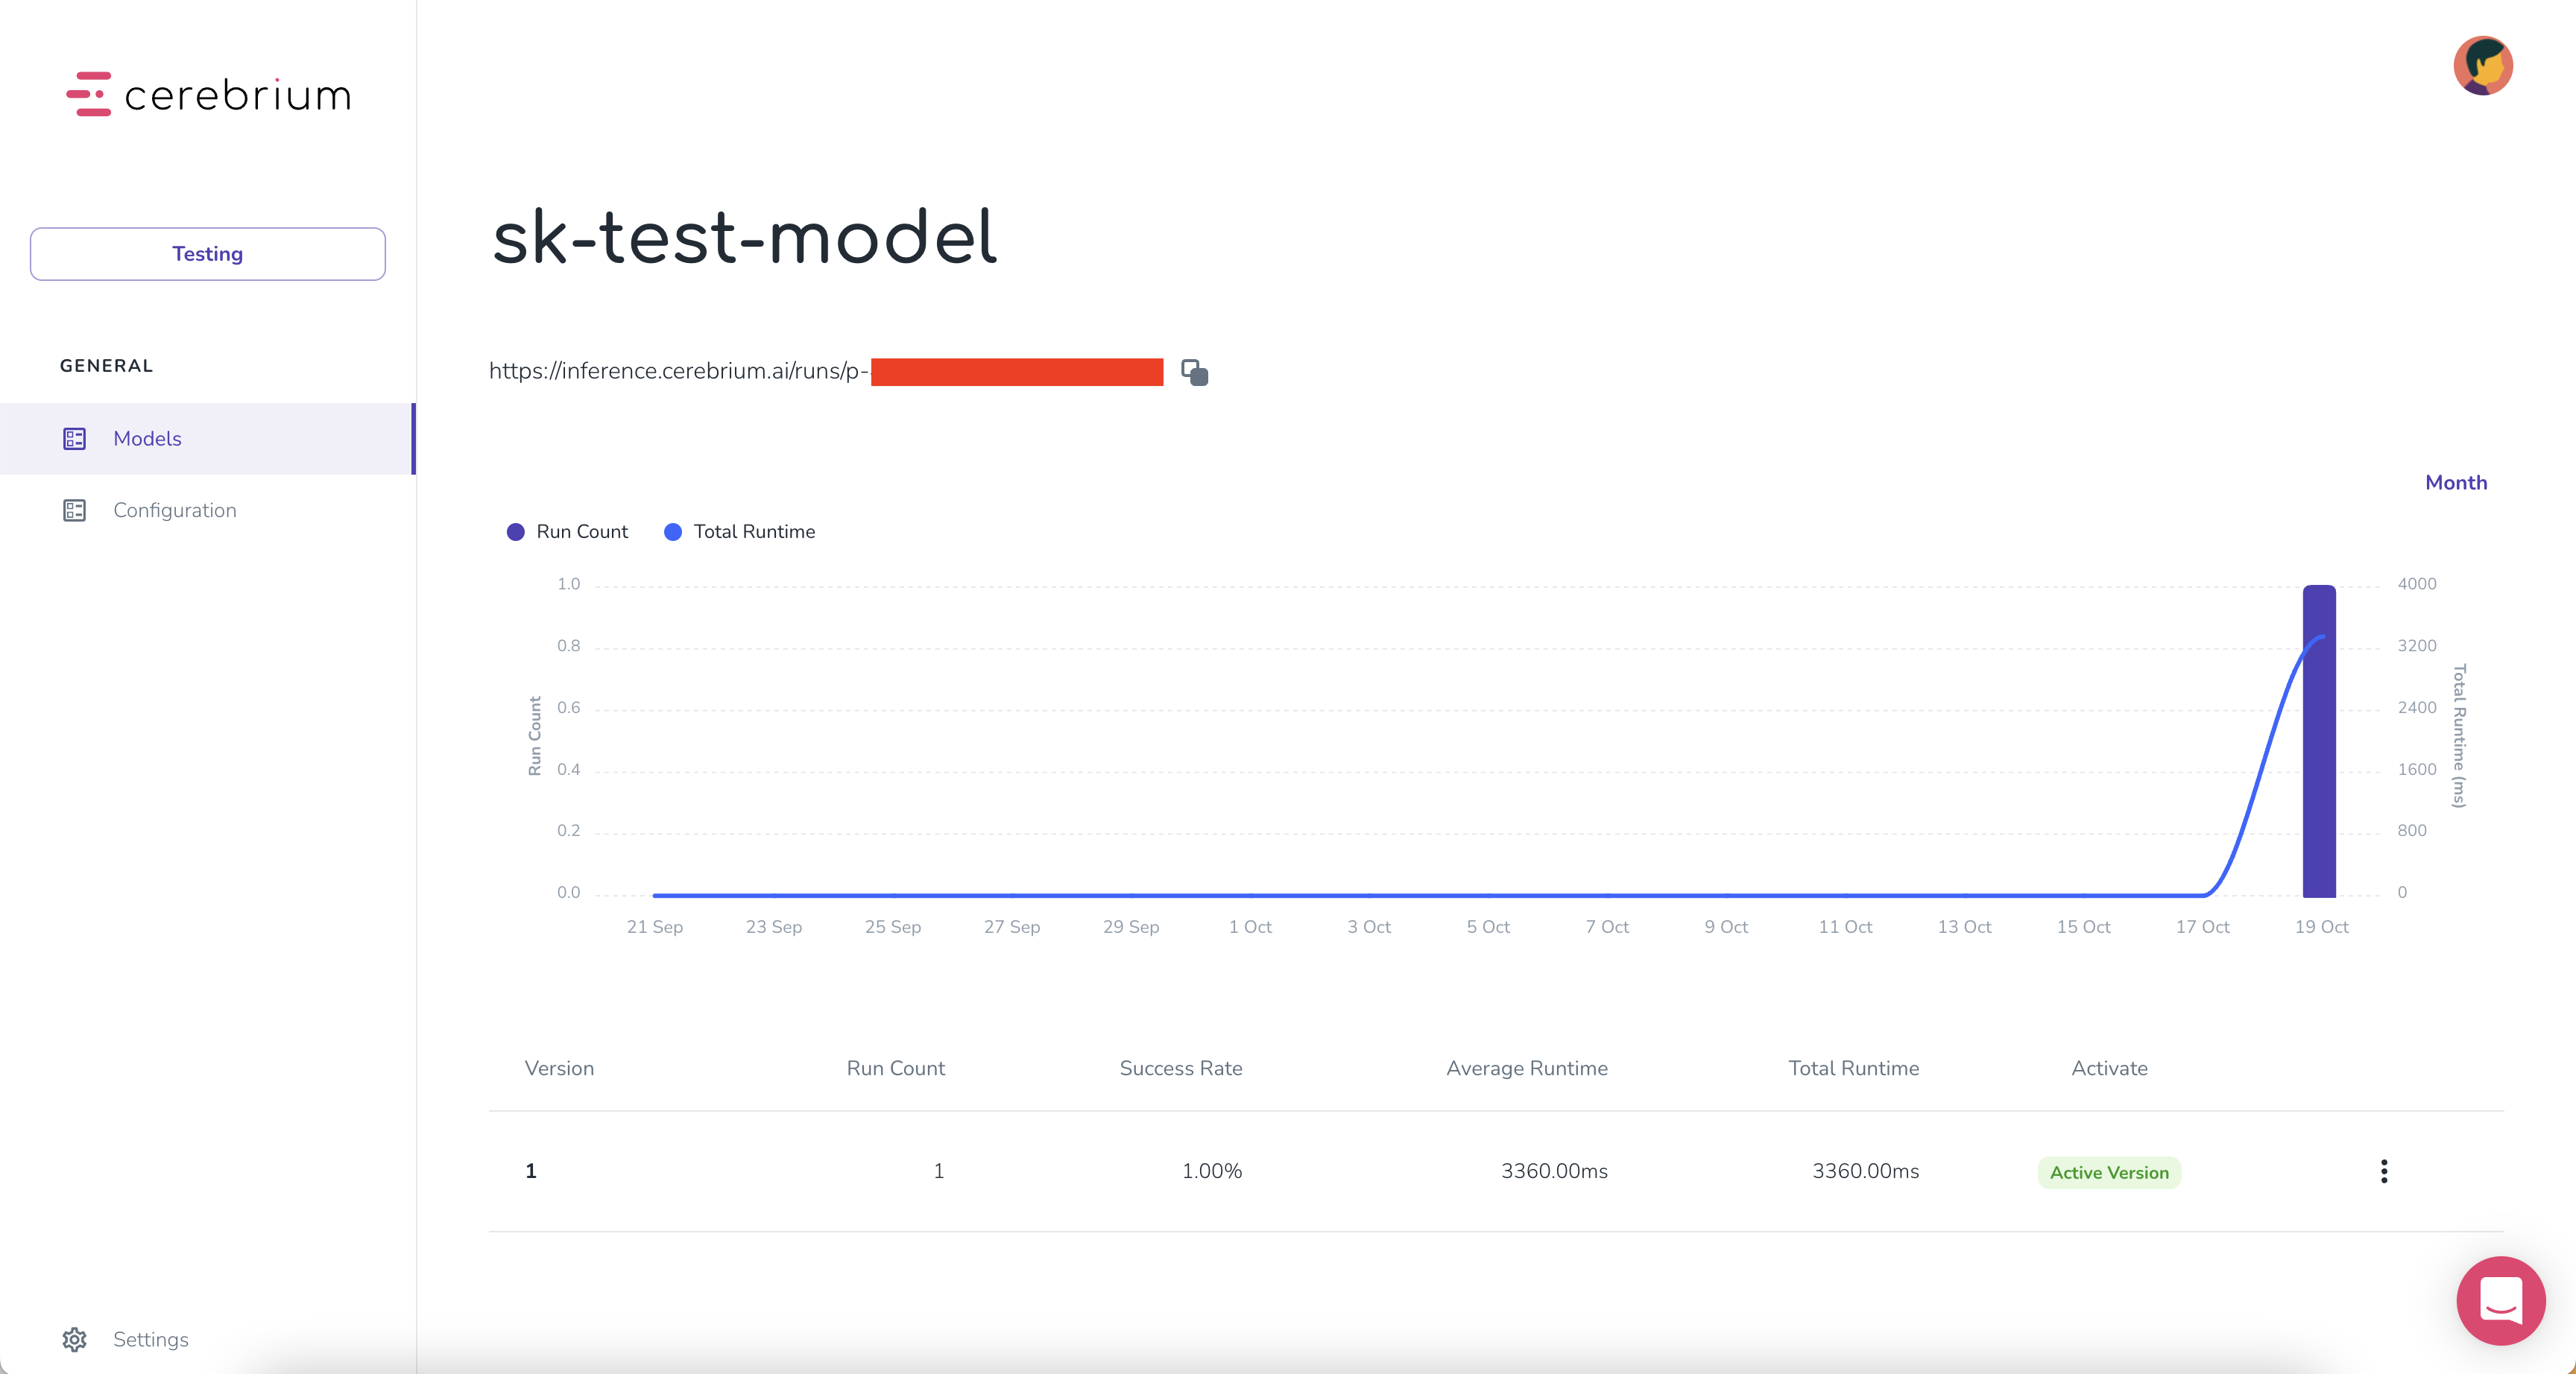 cerebrium
Testing
GENERAL
Models
Configuration
Settings
sk-test-model
https://inference.cerebrium.ai/runs/p-
Month
Run Count
Total Runtime
1.0
0.8
0.6
0.4
0.2
0.0
Run Count
4000
3200
2400
1600
800
0
Total Runtime (ms)
21 Sep 23 Sep 25 Sep 27 Sep 29 Sep 1 Oct 3 Oct 5 Oct 7 Oct 9 Oct 11 Oct 13 Oct 15 Oct 17 Oct 19 Oct
Version Run Count Success Rate Average Runtime Total Runtime Activate
1 1 1.00% 3360.00ms 3360.00ms Active Version